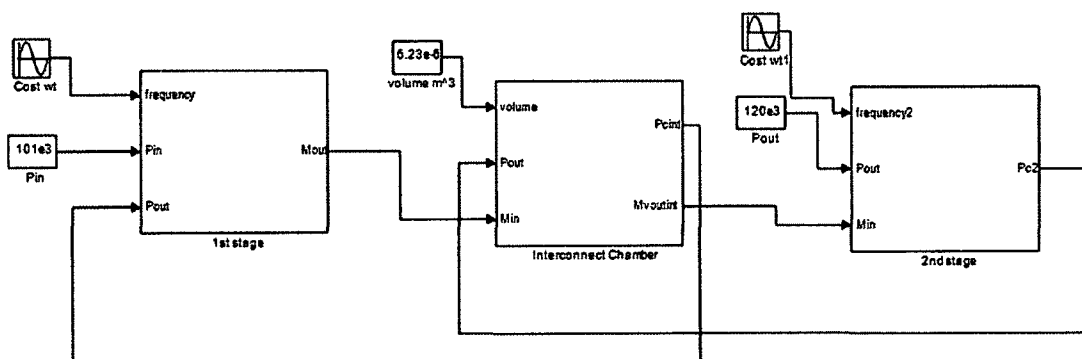 Cost wt
frequency
101e3
Pin
Pin
Pout
Mout
1st stage
5.23e-6
volume m^3
volume
Pout
Min
Pcint
Mvoutint
Interconnect Chamber
Cost wt1
120e3
Pout
frequency2
Pout
Min
Pc2
2nd stage